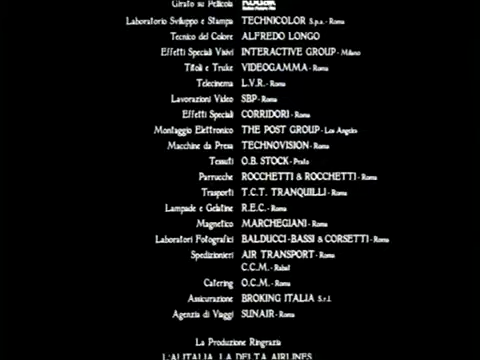 Girato su Pellicola Kodak
Laboratorio Sviluppo e Stampa TECHNICOLOR S.p.a. - Roma
Tecnico del Colore ALFREDO LONGO
Effetti Speciali Visivi INTERACTIVE GROUP - Milano
Titoli e Truke VIDEOGAMMA - Roma
Telecinema L.V.R. - Roma
Lavorazioni Video SBP - Roma
Effetti Speciali CORRIDORI - Roma
Montaggio Elettronico THE POST GROUP - Los Angeles
Macchine da Presa TECHNOVISION - Roma
Tessuti O.B. STOCK - Prato
Parrucche ROCCHETTI & ROCCHETTI - Roma
Trasporti T.C.T. TRANQUILLI - Roma
Lampade e Gelatine R.E.C. - Roma
Magnetico MARCHEGIANI - Roma
Laboratori Fotografici BALDUCCI-BASSI & CORSETTI - Roma
Spedizionieri AIR TRANSPORT - Roma
C.C.M. - Rabat
Catering O.C.M. - Roma
Assicurazione BROKING ITALIA S.r.l.
Agenzia di Viaggi SUNAIR - Roma
La Produzione Ringrazia
L'ALITALIA, LA DELTA AIRLINES